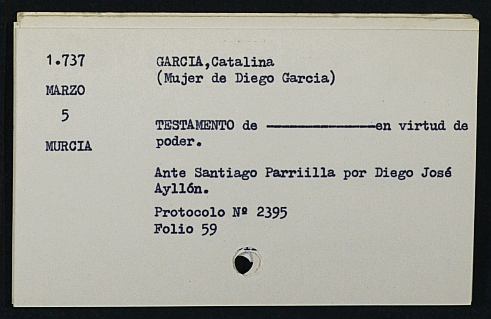 1.737
MARZO
5
MURCIA
GARCIA,Catalina
(Mujer de Diego Garcia)
TESTAMENTO de ——————————en virtud de
poder.
Ante Santiago Parriilla por Diego José
Ayllón.
Protocolo Nº 2395
Folio 59